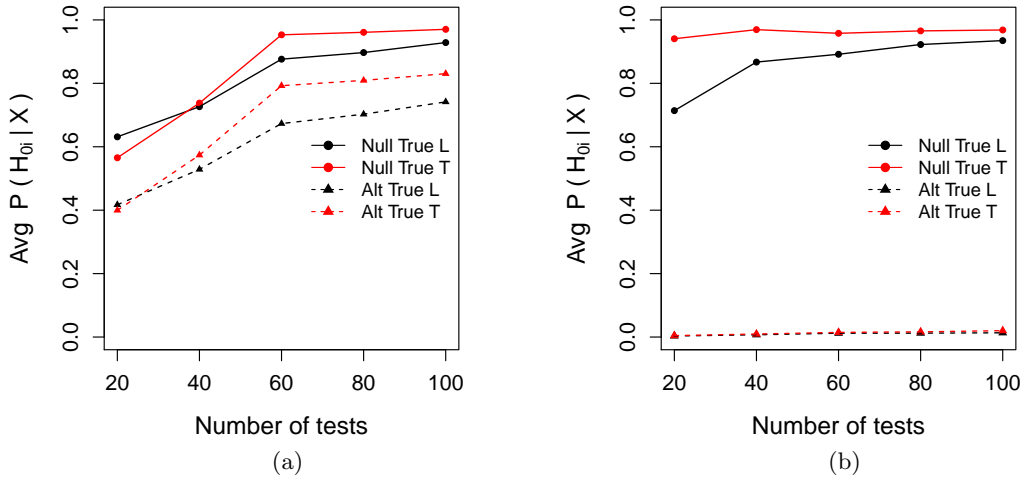 Avg P ( H0i | X )
1.0
0.8
0.6
0.4
0.2
0.0
Null True L
Null True T
Alt True L
Alt True T
20 40 60 80 100
Number of tests
(a)
Avg P ( H0i | X )
1.0
0.8
0.6
0.4
0.2
0.0
Null True L
Null True T
Alt True L
Alt True T
20 40 60 80 100
Number of tests
(b)